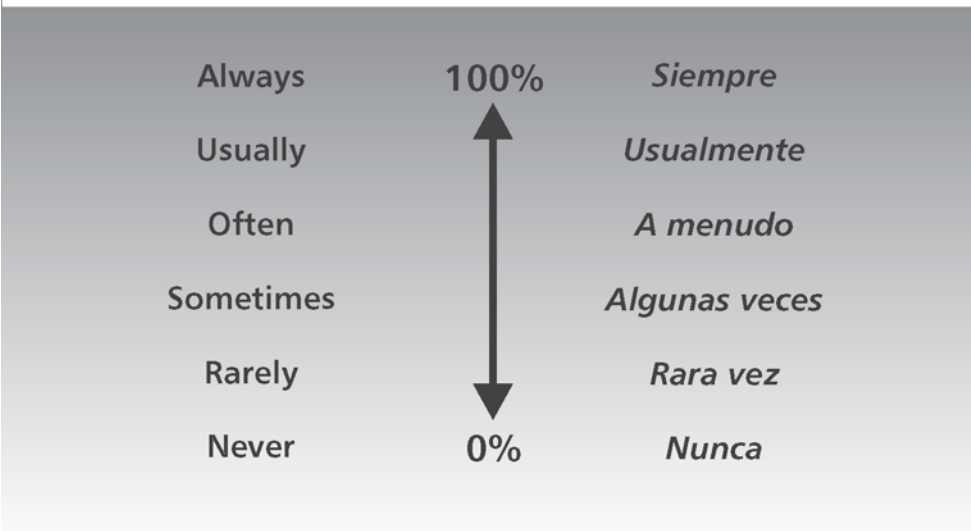 Always 100% Siempre
Usually Usualmente
Often A menudo
Sometimes Algunas veces
Rarely Rara vez
Never 0% Nunca